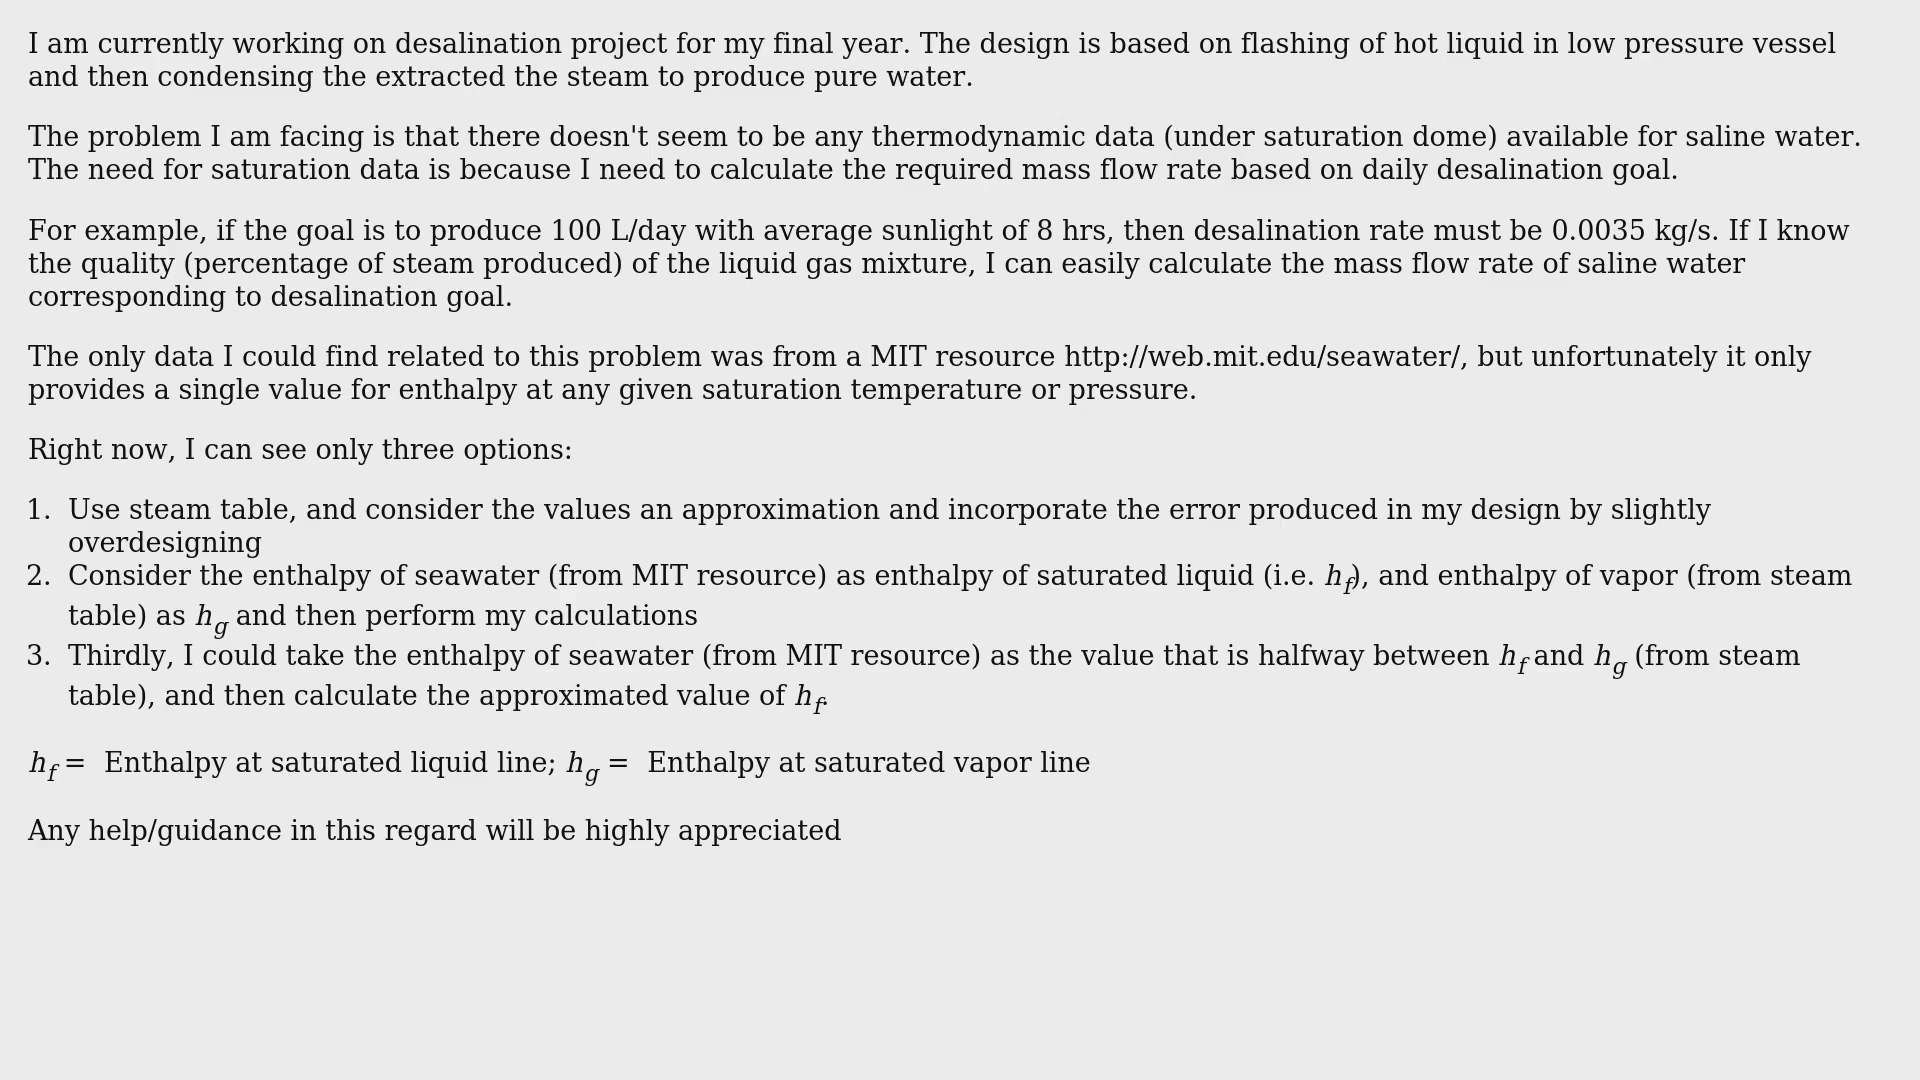 I am currently working on desalination project for my final year. The design is based on flashing of hot liquid in low pressure vessel
and then condensing the extracted the steam to produce pure water.
The problem I am facing is that there doesn't seem to be any thermodynamic data (under saturation dome) available for saline water.
The need for saturation data is because I need to calculate the required mass flow rate based on daily desalination goal.
For example, if the goal is to produce 100 L/day with average sunlight of 8 hrs, then desalination rate must be 0.0035 kg/s. If I know
the quality (percentage of steam produced) of the liquid gas mixture, I can easily calculate the mass flow rate of saline water
corresponding to desalination goal.
The only data I could find related to this problem was from a MIT resource http://web.mit.edu/seawater/, but unfortunately it only
provides a single value for enthalpy at any given saturation temperature or pressure.
Right now, I can see only three options:
1. Use steam table, and consider the values an approximation and incorporate the error produced in my design by slightly
overdesigning
2. Consider the enthalpy of seawater (from MIT resource) as enthalpy of saturated liquid (i.e. h_f), and enthalpy of vapor (from steam
table) as h_g and then perform my calculations
3. Thirdly, I could take the enthalpy of seawater (from MIT resource) as the value that is halfway between h_f and h_g (from steam
table), and then calculate the approximated value of h_f.
h_f = Enthalpy at saturated liquid line; h_g = Enthalpy at saturated vapor line
Any help/guidance in this regard will be highly appreciated